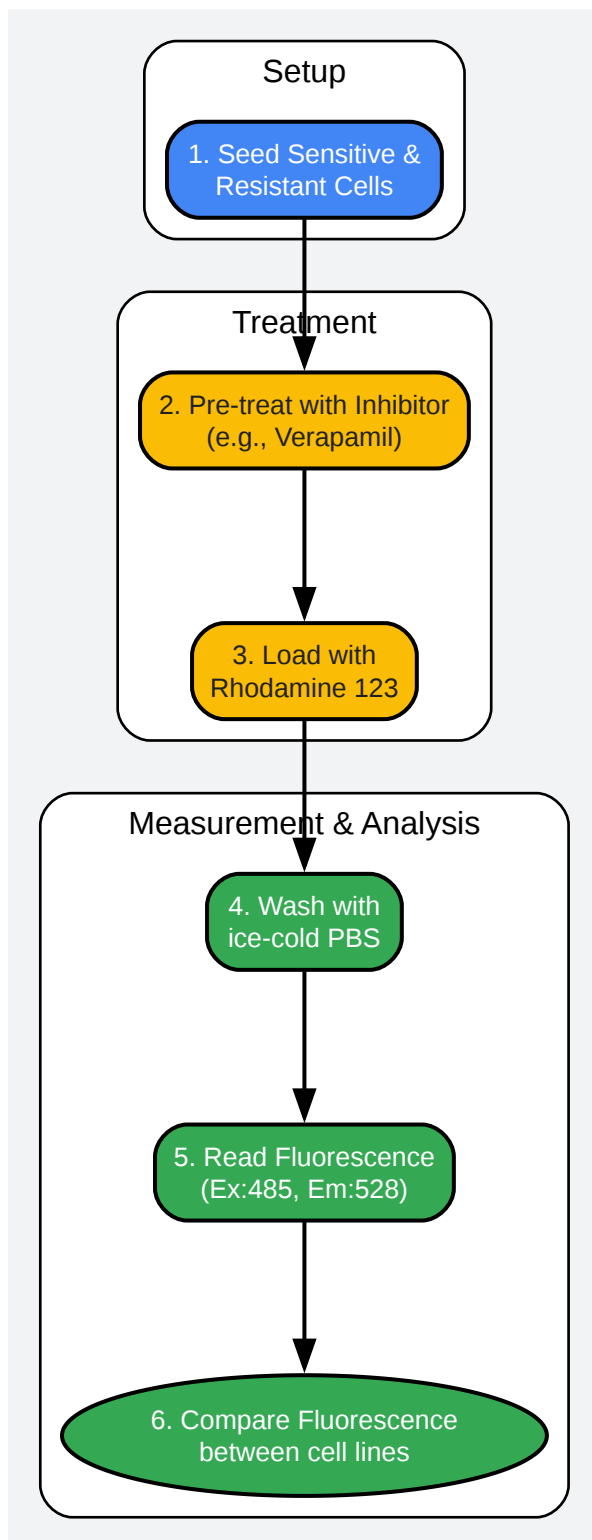 Setup
1. Seed Sensitive &
Resistant Cells
Treatment
2. Pre-treat with Inhibitor
(e.g., Verapamil)
3. Load with
Rhodamine 123
Measurement & Analysis
4. Wash with
ice-cold PBS
5. Read Fluorescence
(Ex:485, Em:528)
6. Compare Fluorescence
between cell lines